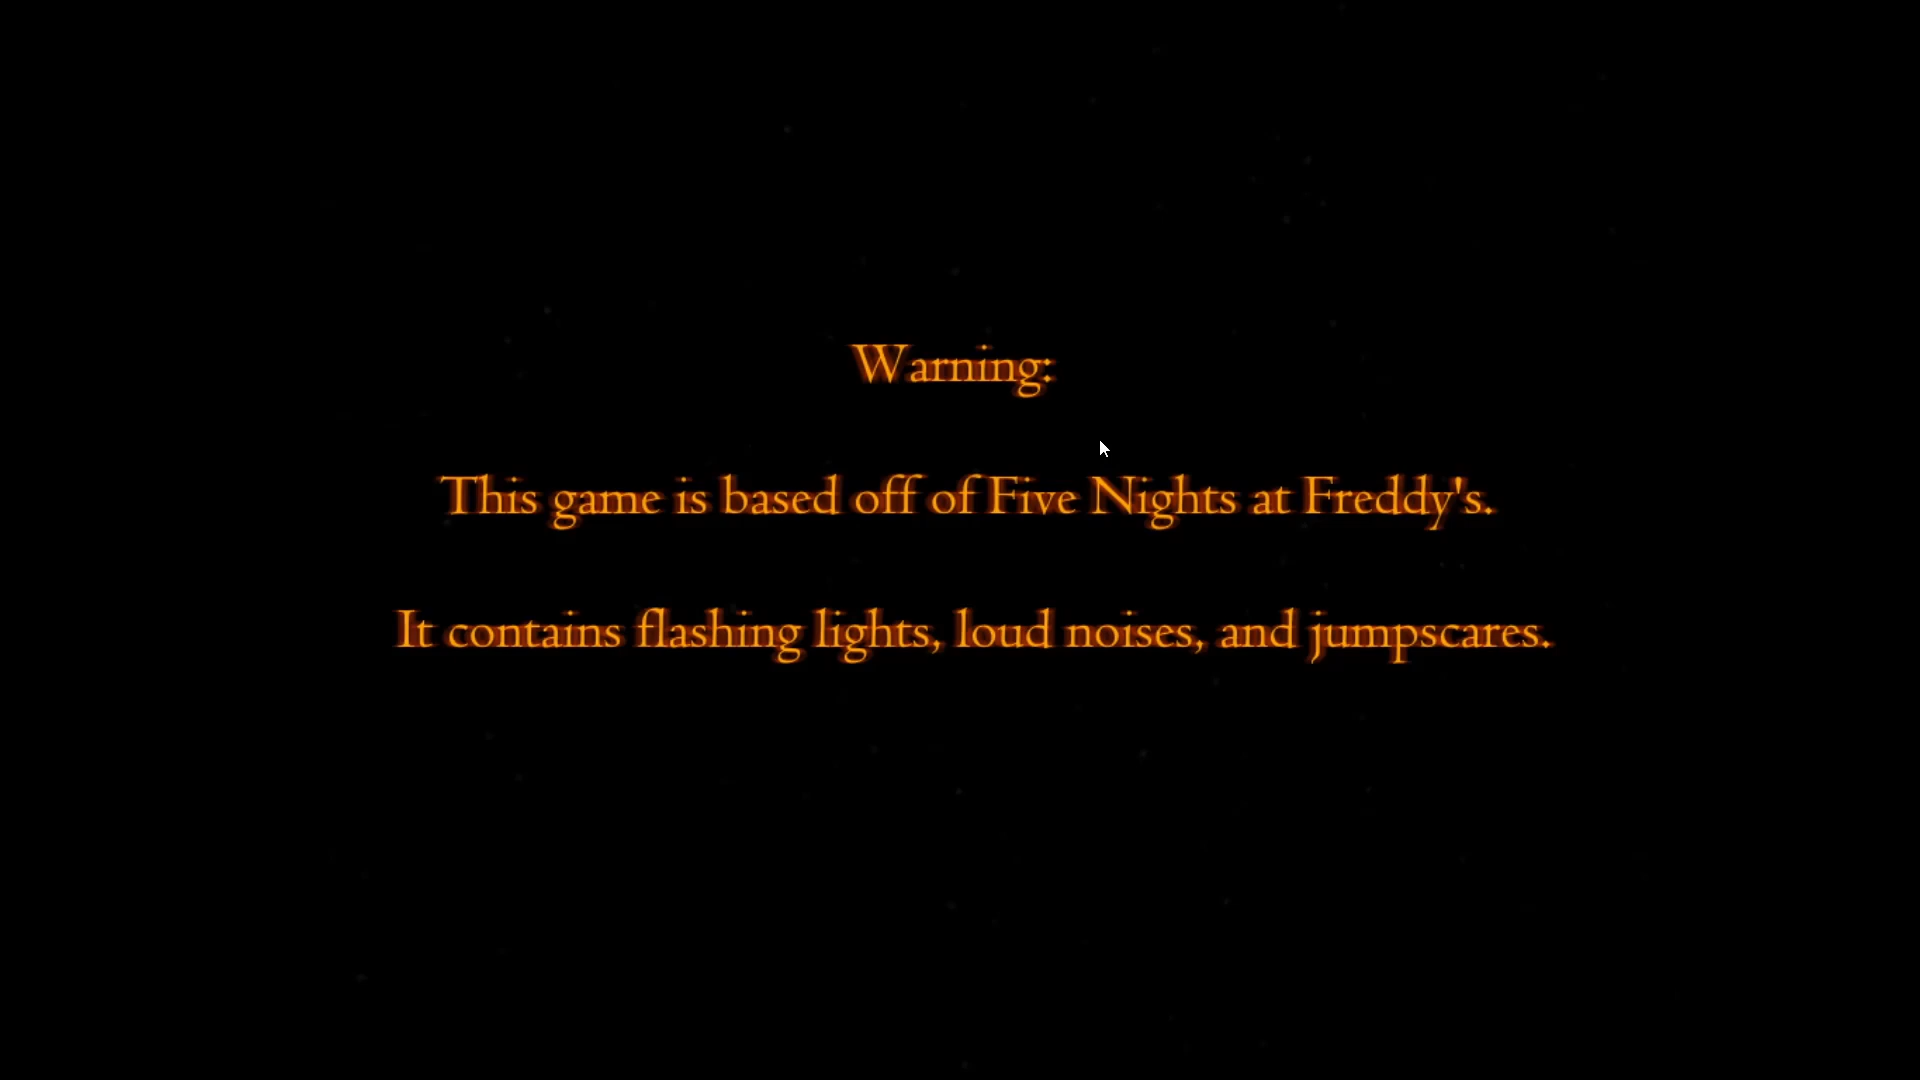 Warning:
This game is based off of Five Nights at Freddy's.
It contains flashing lights, loud noises, and jumpscares.